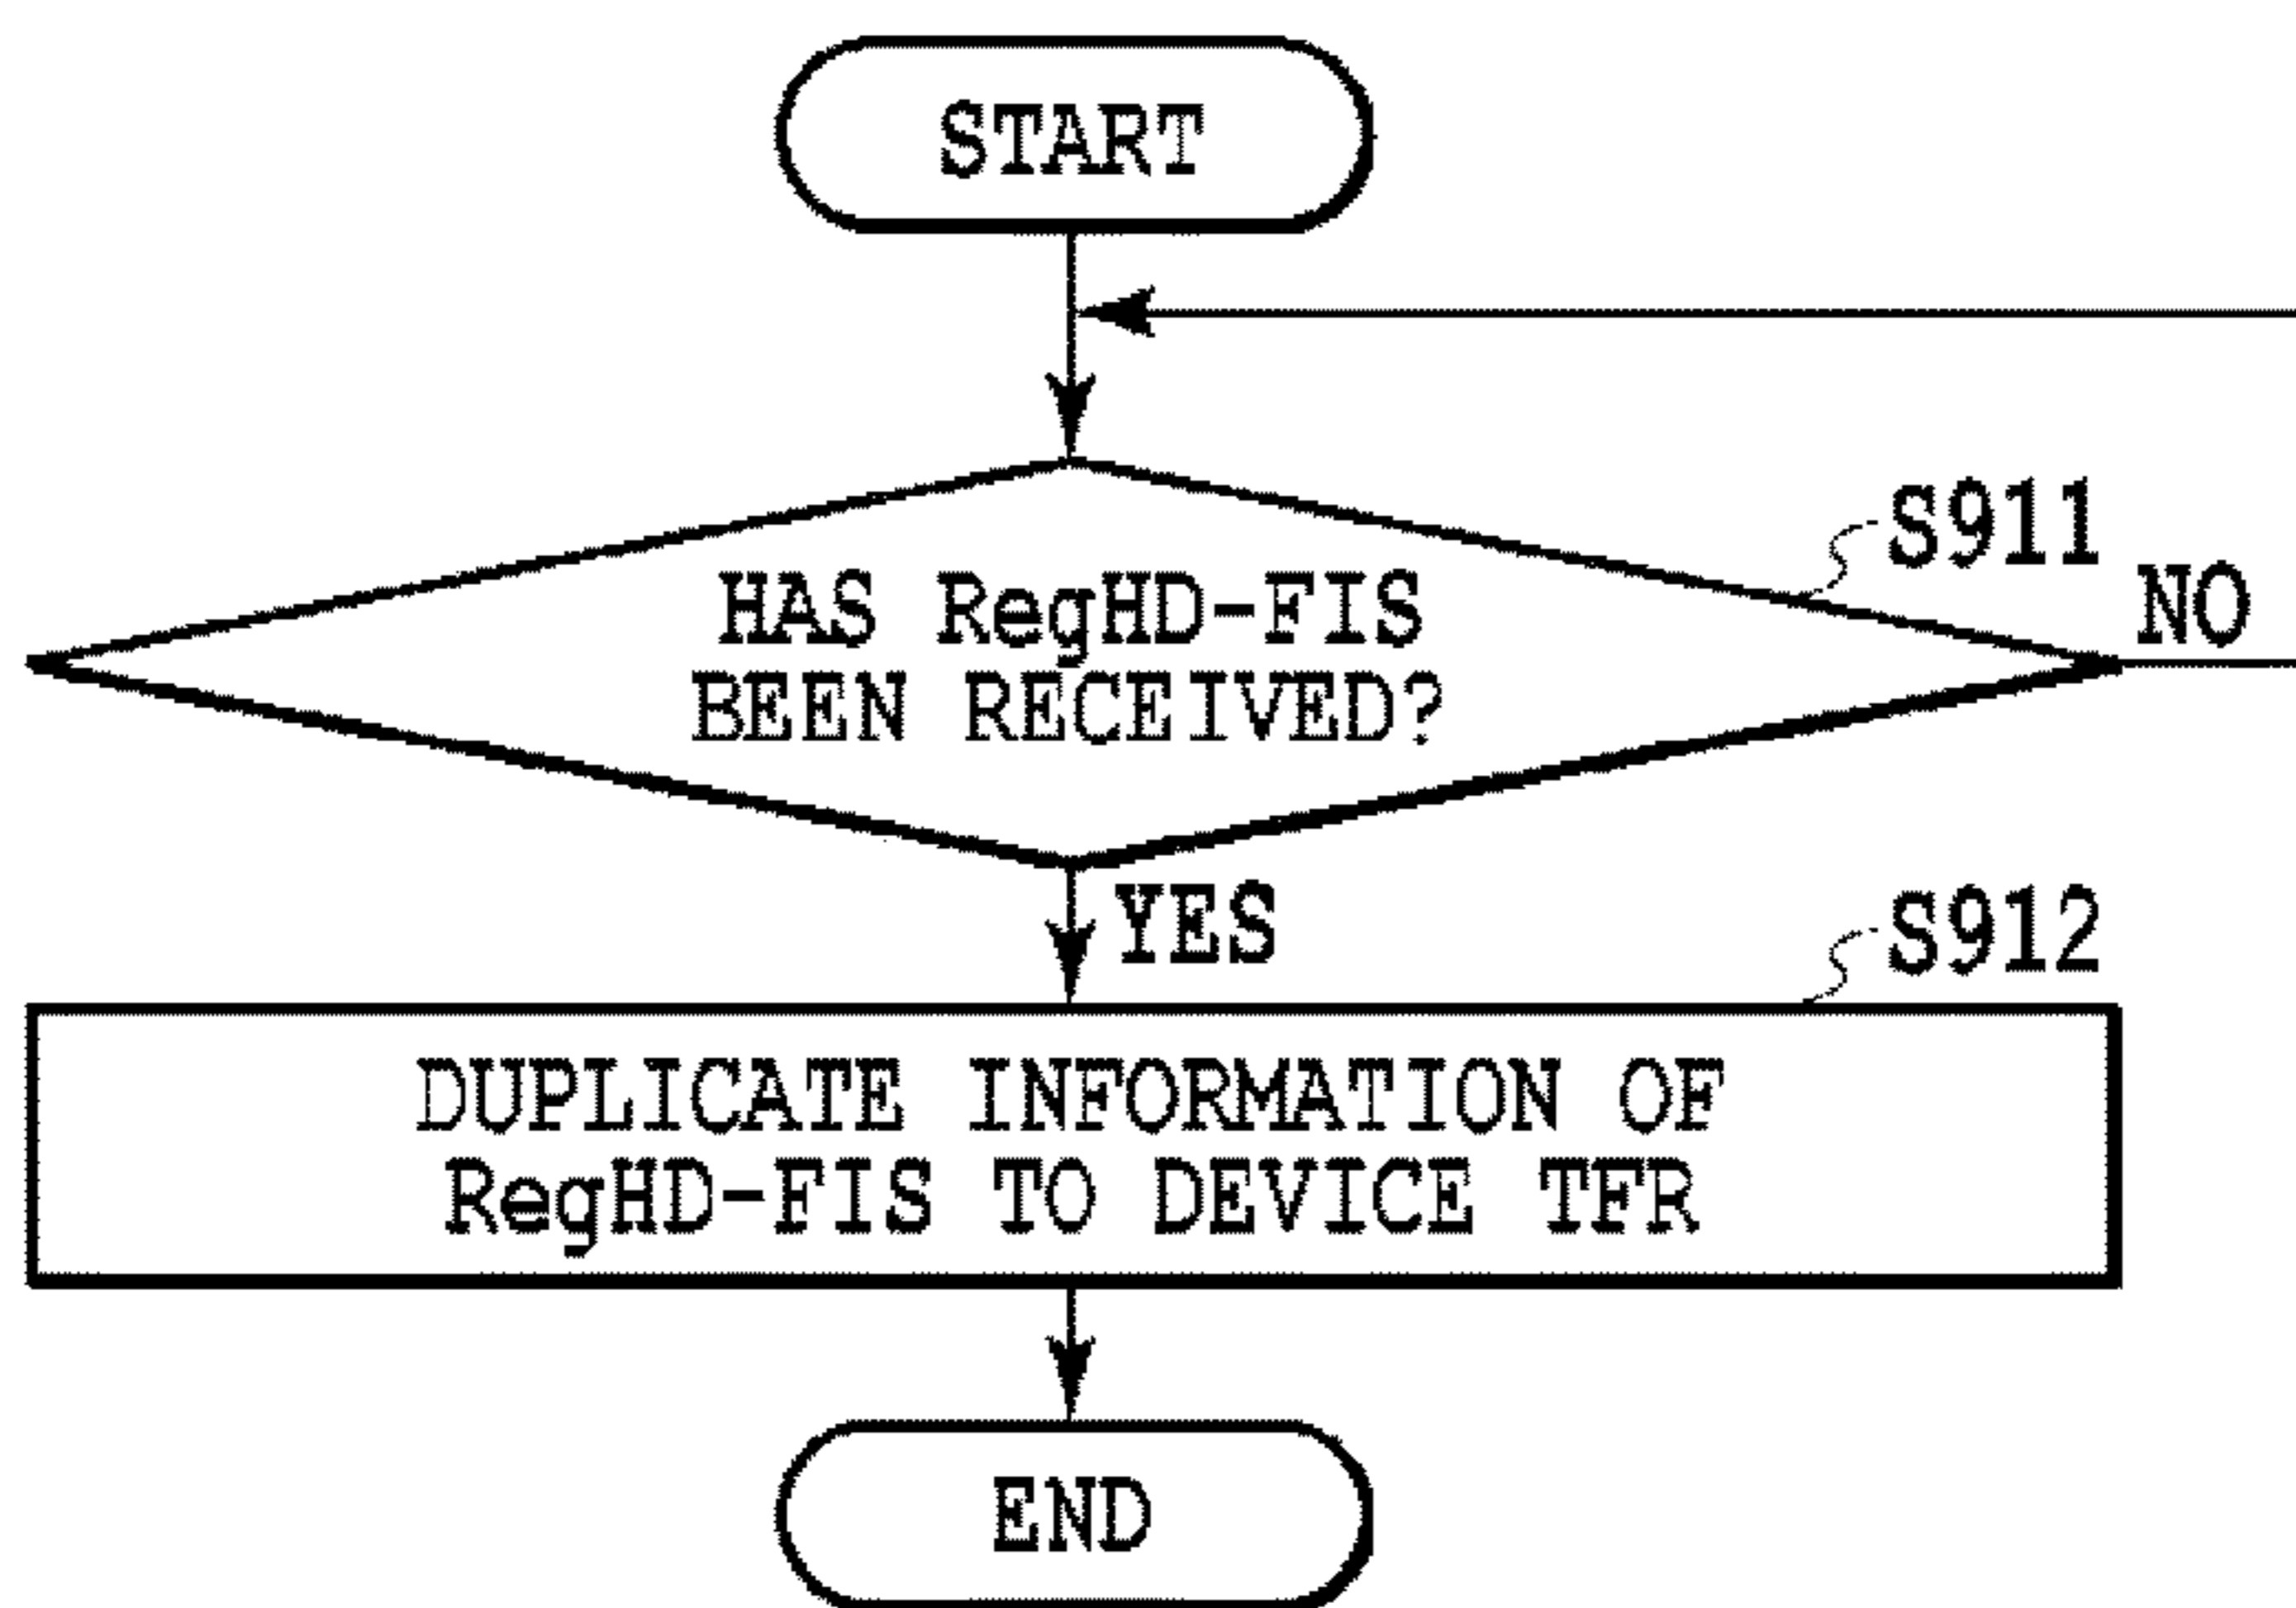 START
S911
HAS RegHD-FIS
BEEN RECEIVED?
NO
YES
S912
DUPLICATE INFORMATION OF
RegHD-FIS TO DEVICE TFR
END